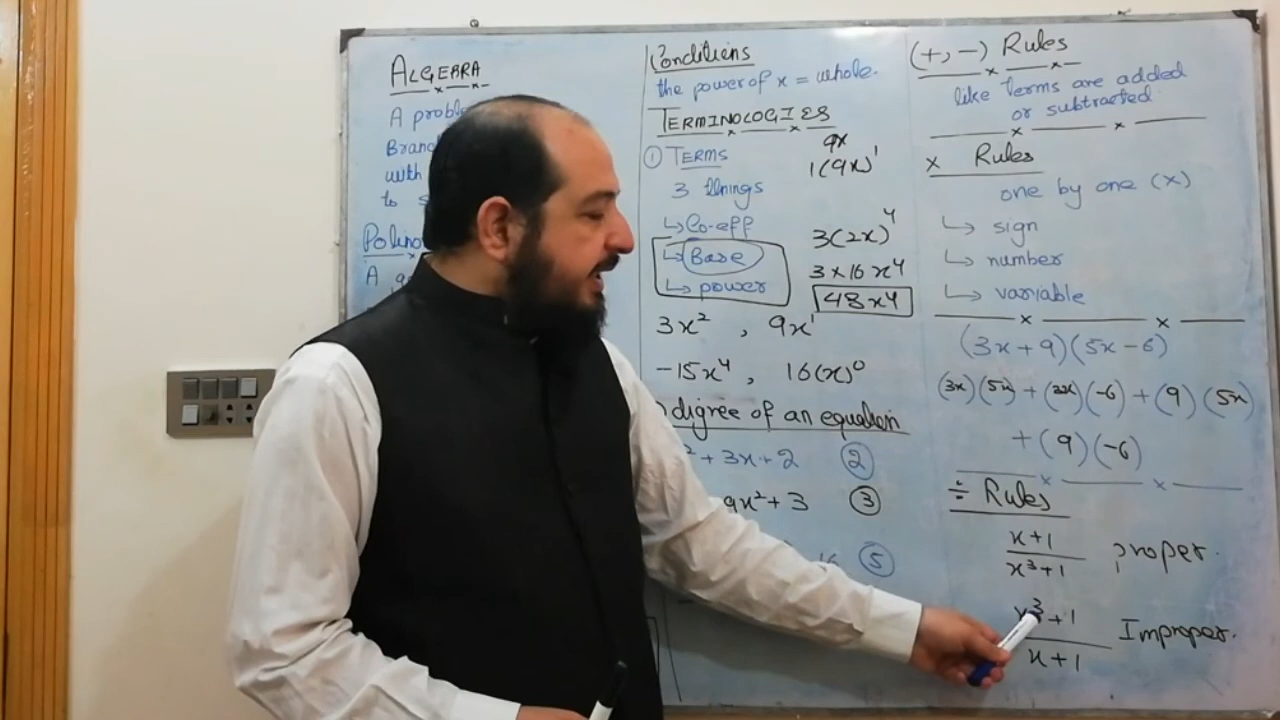 ALGEBRA
A proble
Branc
with
to s
Polino
A
Conditions
the power of x = whole.
TERMINOLOGIES
① TERMS
3 things
↳ Co-eff
↳ Base
↳ power
3x² , 9x¹
-15x⁴ , 16(x)⁰
9x
1(9x)¹
3(2x)⁴
3×16x⁴
48x⁴
digree of an equation
² + 3x + 2 ②
9x² + 3 ③
16 ⑤
(+, -) Rules
like Terms are added
or subtracted
× Rules
one by one (×)
↳ sign
↳ number
↳ variable
(3x+9)(5x-6)
(3x)(5x) + (3x)(-6) + (9)(5x)
+ (9)(-6)
÷ Rules
x+1
x³+1
proper.
x³+1
x+1
Improper.